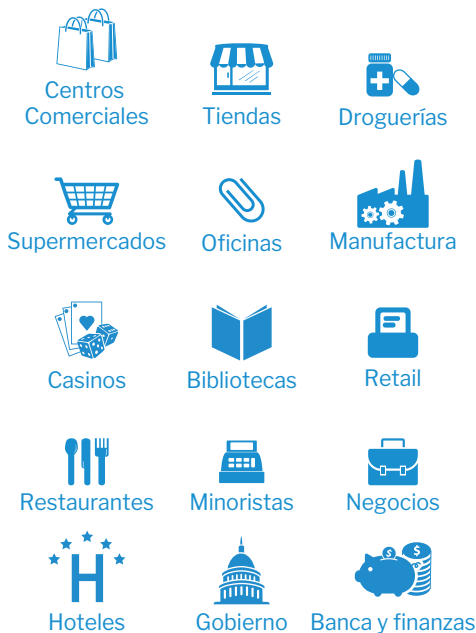 Centros
Comerciales
Tiendas
Droguerías
Supermercados
Oficinas
Manufactura
Casinos
Bibliotecas
Retail
Restaurantes
Minoristas
Negocios
H
Hoteles
Gobierno
$
$
Banca y finanzas